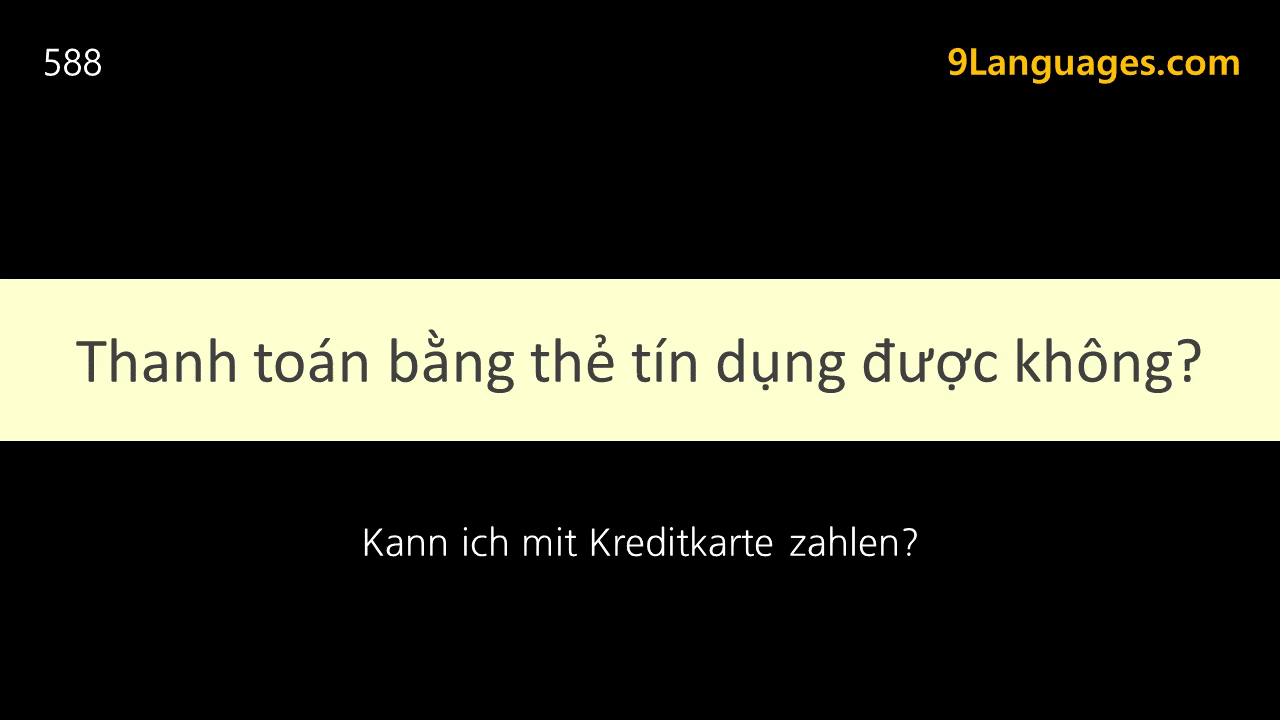 588
9Languages.com
Thanh toán bằng thẻ tín dụng được không?
Kann ich mit Kreditkarte zahlen?